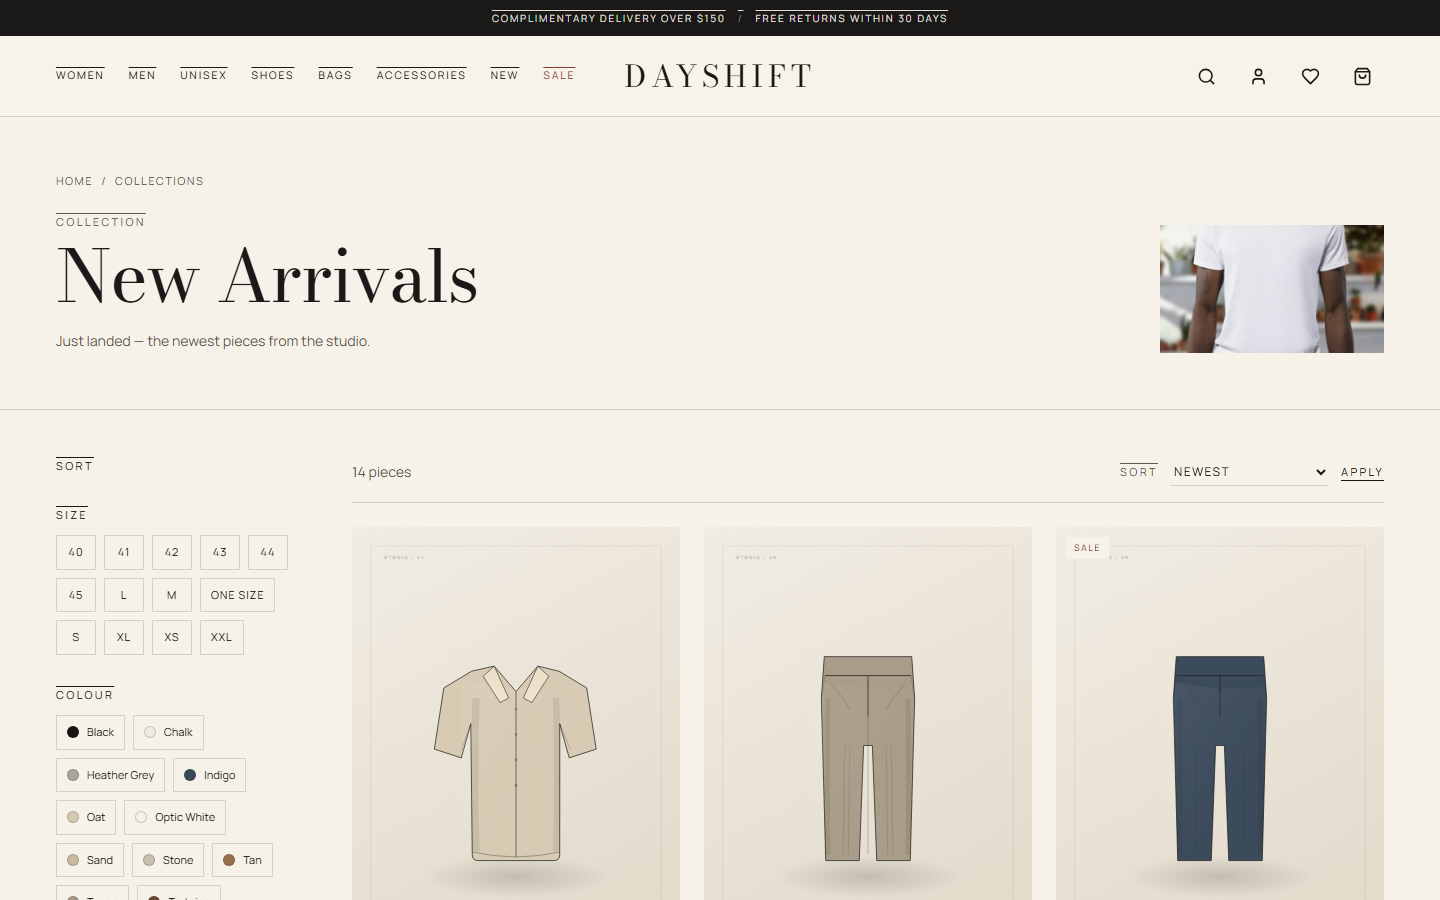 COMPLIMENTARY DELIVERY OVER $150 / FREE RETURNS WITHIN 30 DAYS
WOMEN MEN UNISEX SHOES BAGS ACCESSORIES NEW SALE
DAYSHIFT
HOME / COLLECTIONS
COLLECTION
New Arrivals
Just landed — the newest pieces from the studio.
SORT
14 pieces
SORT NEWEST APPLY
SIZE
40 41 42 43 44
45 L M ONE SIZE
S XL XS XXL
SALE
COLOUR
Black Chalk
Heather Grey Indigo
Oat Optic White
Sand Stone Tan